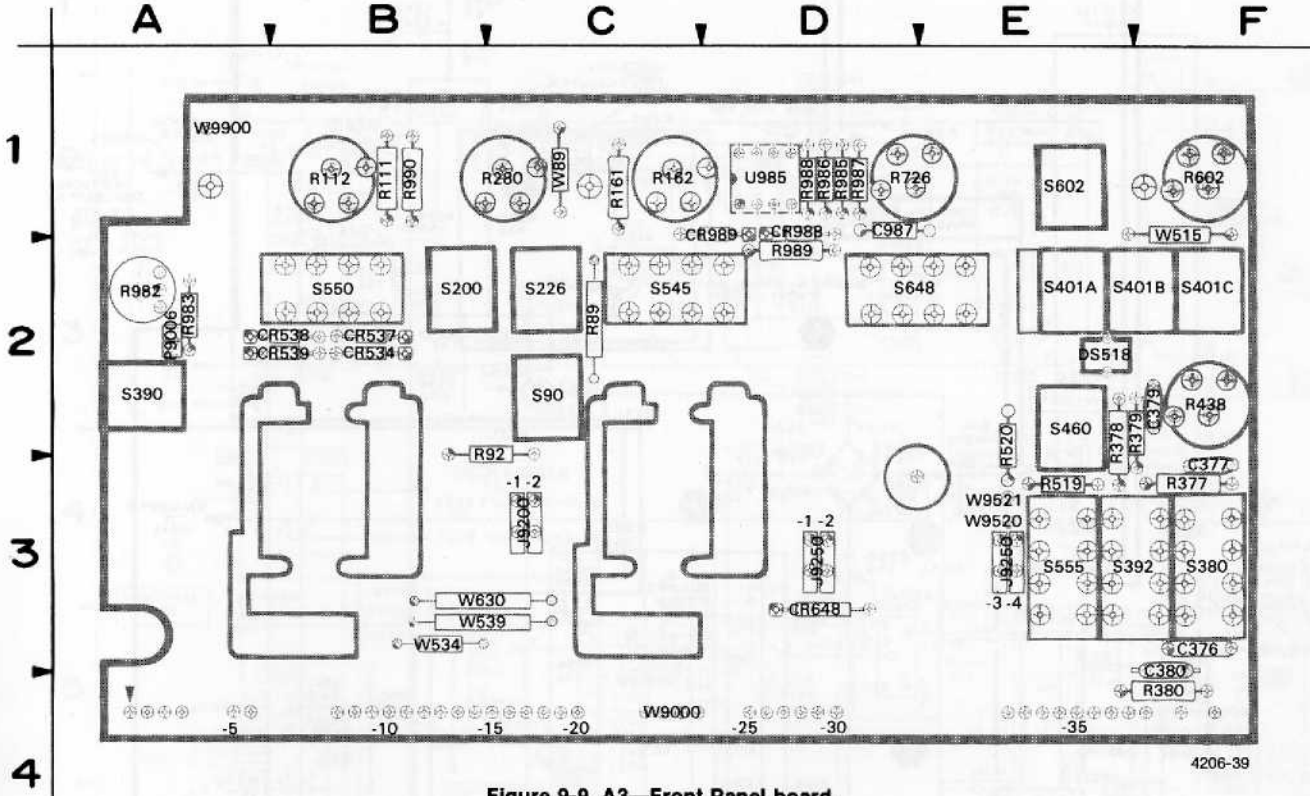 A B C D E F
1
W9900
R112
R111
R990
R280
W89
R161
R162
U985
R988
R986
R985
R987
R726
S602
R602
CR989
CR988
C987
W515
R989
2
R982
P9006
R983
S550
S200
S226
R89
S545
S648
S401A
S401B
S401C
CR538
CR537
CR539
CR534
DS518
S390
S90
R520
S460
R378
R379
C379
R438
R92
R519
C377
R377
3
-1 -2
J9200
-1 -2
J9250
W9521
W9520
J9250
-3 -4
S555
S392
S380
W630
W539
W534
CR648
C376
C380
R380
W9000
-5 -10 -15 -20 -25 -30 -35
4
4206-39
Figure 9-9. A3—Front Panel board.